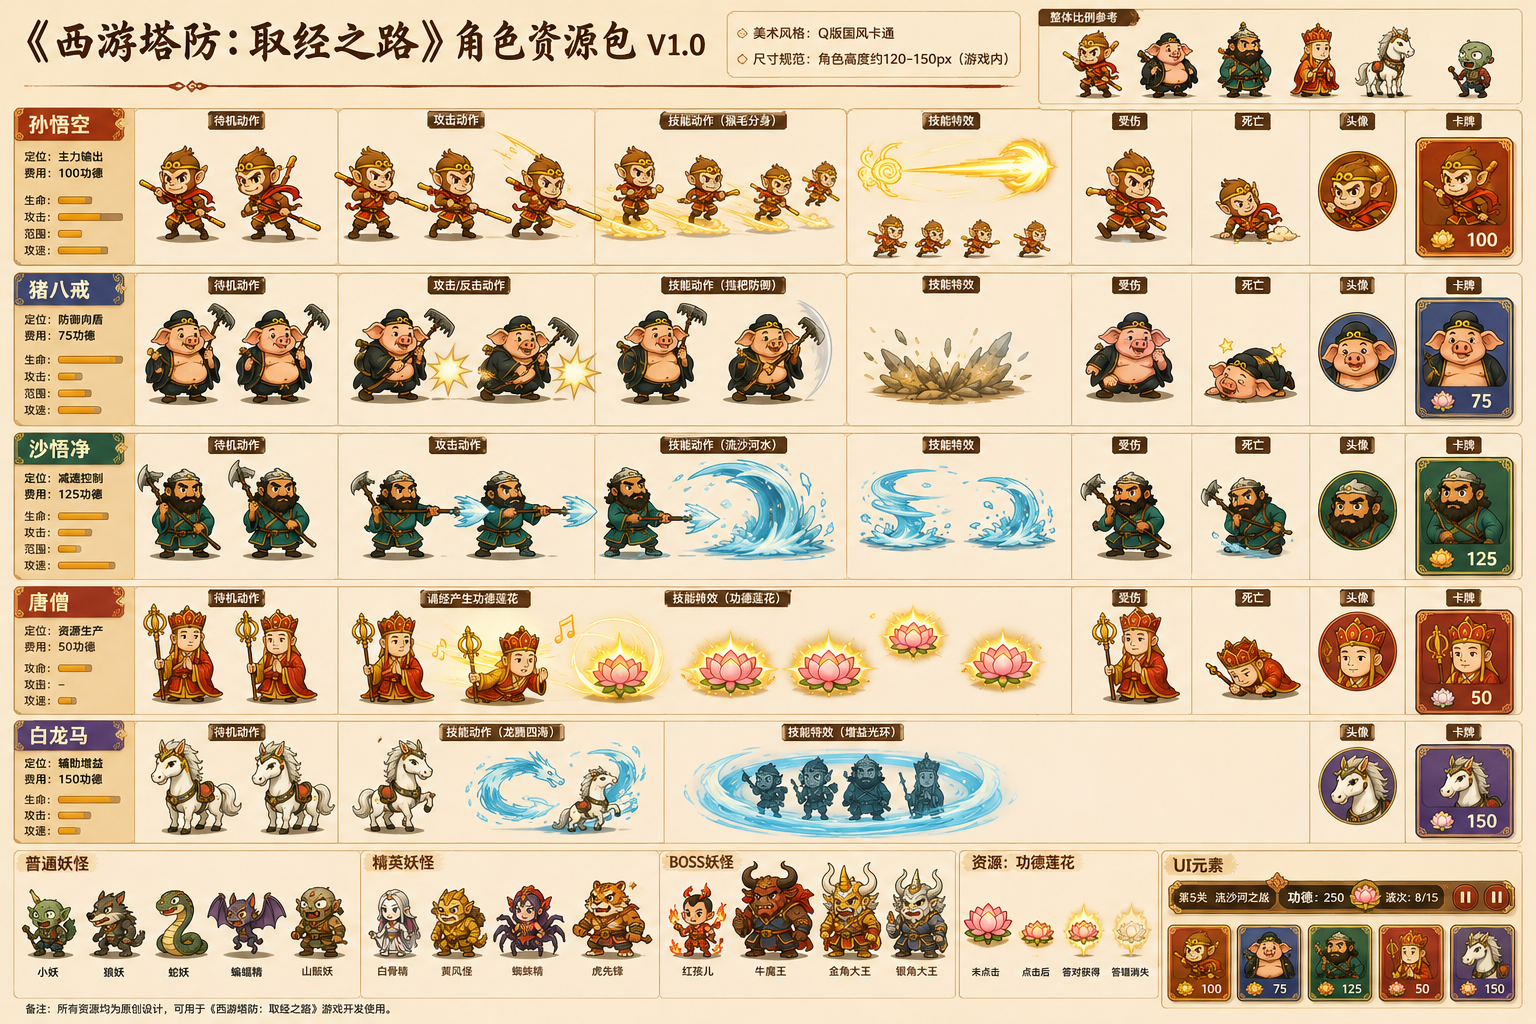 《西游塔防：取经之路》角色资源包 V1.0
美术风格：Q版国风卡通
尺寸规范：角色高度约120-150px（游戏内）
整体比例参考
孙悟空
定位：主力输出
费用：100功德
生命：
攻击：
范围：
攻速：
待机动作
攻击动作
技能动作（猴毛分身）
技能特效
受伤
死亡
头像
卡牌
100
猪八戒
定位：防御肉盾
费用：75功德
生命：
攻击：
范围：
攻速：
待机动作
攻击/反击动作
技能动作（挡耙防御）
技能特效
受伤
死亡
头像
卡牌
75
沙悟净
定位：减速控制
费用：125功德
生命：
攻击：
范围：
攻速：
待机动作
攻击动作
技能动作（流沙河水）
技能特效
受伤
死亡
头像
卡牌
125
唐僧
定位：资源生产
费用：50功德
攻命：
攻击：–
攻速：
待机动作
诵经产生功德莲花
技能特效（功德莲花）
受伤
死亡
头像
卡牌
50
白龙马
定位：辅助增益
费用：150功德
生命：
攻击：
攻速：
待机动作
技能动作（龙腾四海）
技能特效（增益光环）
头像
卡牌
150
普通妖怪
小妖
狼妖
蛇妖
蝙蝠精
山贼妖
精英妖怪
白骨精
黄风怪
蜘蛛精
虎先锋
BOSS妖怪
红孩儿
牛魔王
金角大王
银角大王
资源：功德莲花
未点击
点击后
答对获得
答错消失
UI元素
第5关 流沙河之战
功德：250
波次：8/15
100
75
125
50
150
备注：所有资源均为原创设计，可用于《西游塔防：取经之路》游戏开发使用。